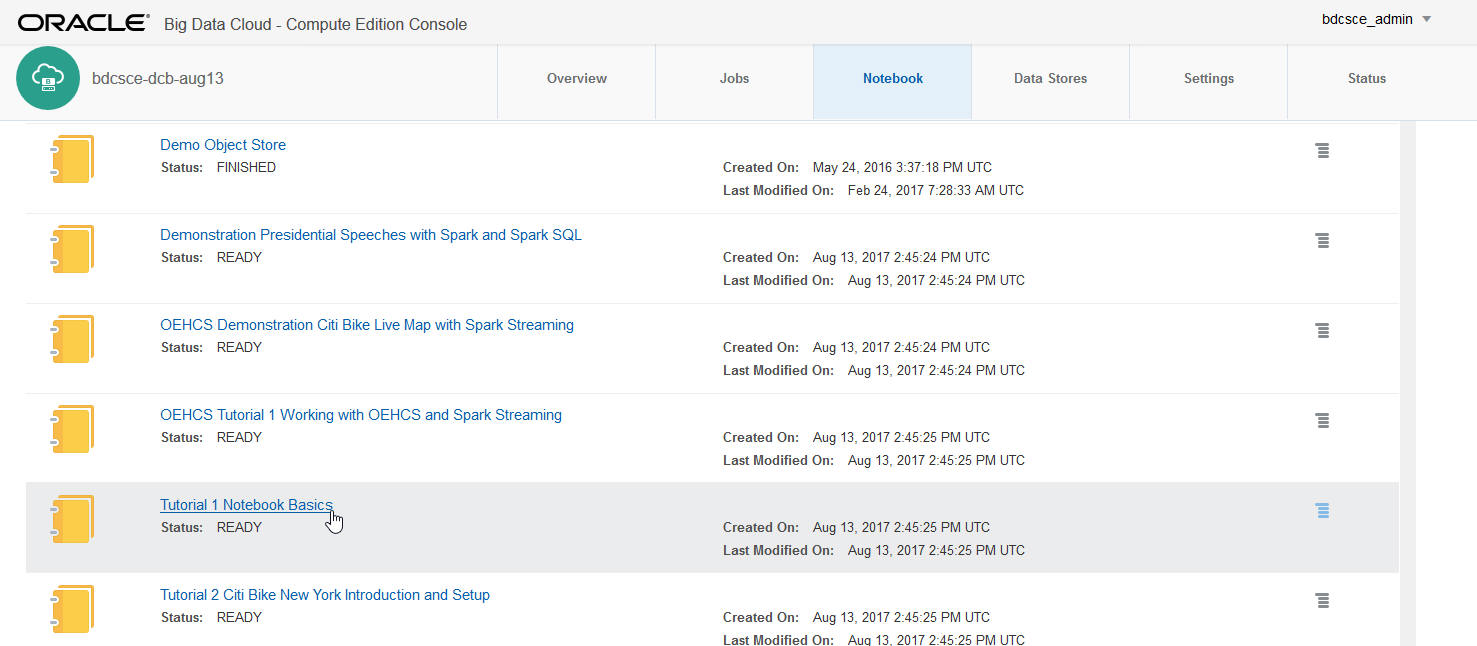 ORACLE® Big Data Cloud - Compute Edition Console
bdcsce_admin
bdcsce-dcb-aug13
Overview
Jobs
Notebook
Data Stores
Settings
Status
Demo Object Store
Status: FINISHED
Created On: May 24, 2016 3:37:18 PM UTC
Last Modified On: Feb 24, 2017 7:28:33 AM UTC
Demonstration Presidential Speeches with Spark and Spark SQL
Status: READY
Created On: Aug 13, 2017 2:45:24 PM UTC
Last Modified On: Aug 13, 2017 2:45:24 PM UTC
OEHCS Demonstration Citi Bike Live Map with Spark Streaming
Status: READY
Created On: Aug 13, 2017 2:45:24 PM UTC
Last Modified On: Aug 13, 2017 2:45:24 PM UTC
OEHCS Tutorial 1 Working with OEHCS and Spark Streaming
Status: READY
Created On: Aug 13, 2017 2:45:25 PM UTC
Last Modified On: Aug 13, 2017 2:45:25 PM UTC
Tutorial 1 Notebook Basics
Status: READY
Created On: Aug 13, 2017 2:45:25 PM UTC
Last Modified On: Aug 13, 2017 2:45:25 PM UTC
Tutorial 2 Citi Bike New York Introduction and Setup
Status: READY
Created On: Aug 13, 2017 2:45:25 PM UTC
Last Modified On: Aug 13, 2017 2:45:25 PM UTC